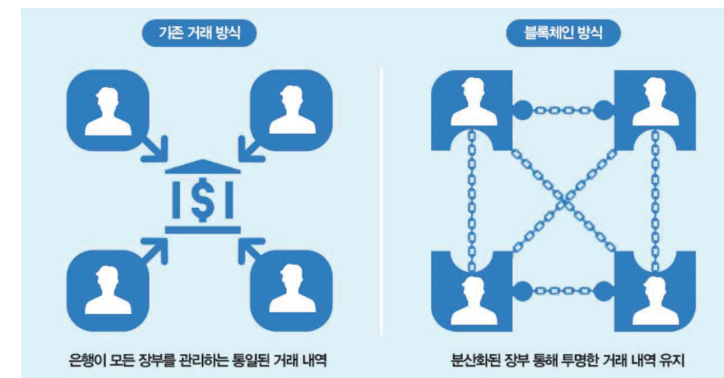 기존 거래 방식
블록체인 방식
$
은행이 모든 장부를 관리하는 통일된 거래 내역
분산화된 장부 통해 투명한 거래 내역 유지